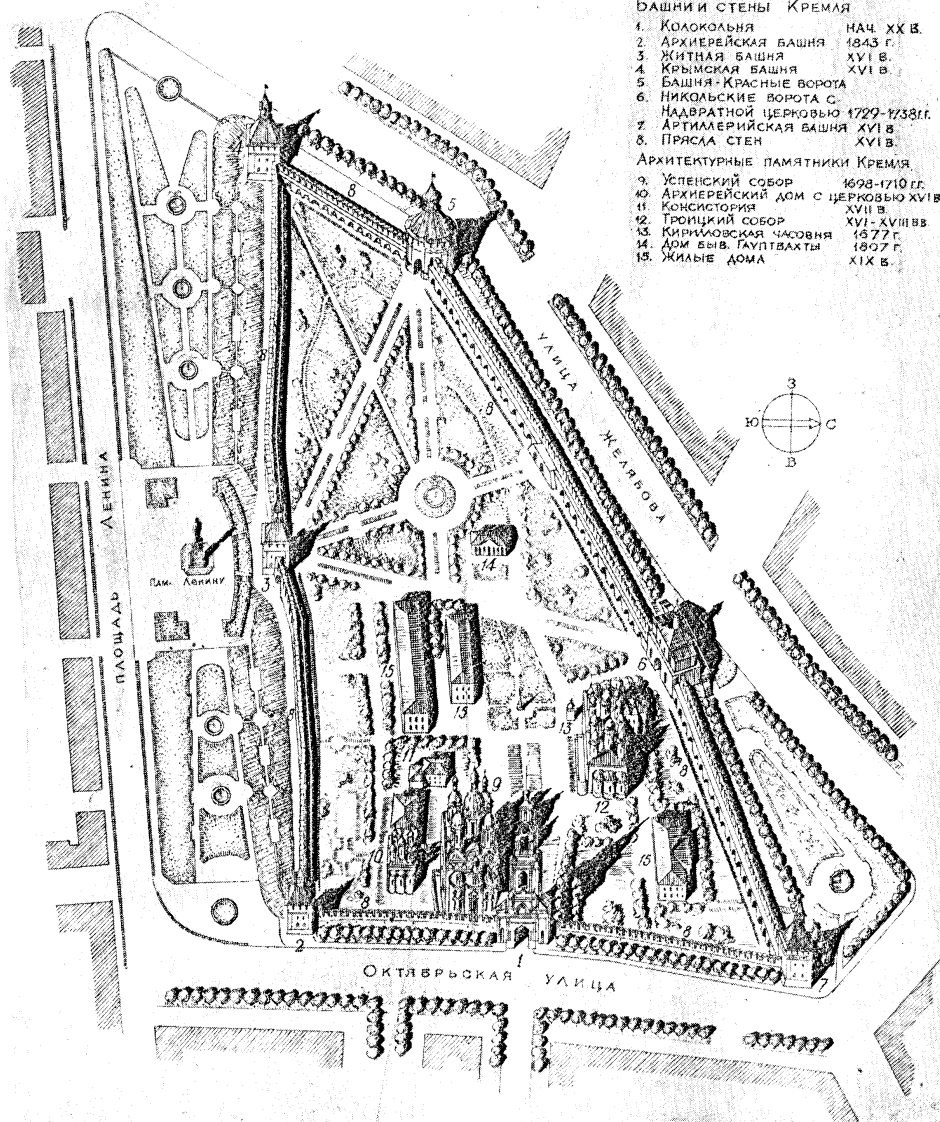 БАШНИ И СТЕНЫ КРЕМЛЯ
1. КОЛОКОЛЬНЯ НАЧ. XX В.
2. АРХИЕРЕЙСКАЯ БАШНЯ 1843 г.
3. ЖИТНАЯ БАШНЯ XVI В.
4. КРЫМСКАЯ БАШНЯ XVI В.
5. БАШНЯ-КРАСНЫЕ ВОРОТА
6. НИКОЛЬСКИЕ ВОРОТА С
НАДВРАТНОЙ ЦЕРКОВЬЮ 1729-1738 г.г.
7. АРТИЛЛЕРИЙСКАЯ БАШНЯ XVI В.
8. ПРЯСЛА СТЕН XVI В.
АРХИТЕКТУРНЫЕ ПАМЯТНИКИ КРЕМЛЯ
9. УСПЕНСКИЙ СОБОР 1698-1710 г.г.
10. АРХИЕРЕЙСКИЙ ДОМ С ЦЕРКОВЬЮ XVI В
11. КОНСИСТОРИЯ XVII В.
12. ТРОИЦКИЙ СОБОР XVI-XVIII ВВ
13. КИРИЛЛОВСКАЯ ЧАСОВНЯ 1677 г.
14. ДОМ БЫВ. ГАУПТВАХТЫ 1807 г.
15. ЖИЛЫЕ ДОМА XIX В.
8
5
8
УЛИЦА ЖЕЛЯБОВА
З
Ю С
В
ПЛОЩАДЬ ЛЕНИНА
ПАМ. ЛЕНИНУ
3
14
6
15
15
13
11
9
8
12
10
15
8
8
2
1
7
ОКТЯБРЬСКАЯ УЛИЦА